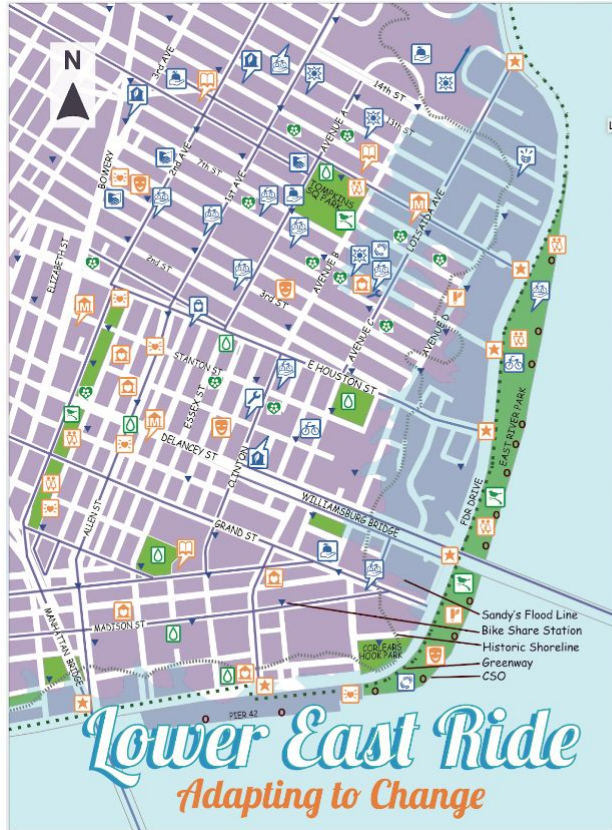 N
3rd AVE
14th ST
AVENUE A
BOWERY
2nd AVE
7th ST
1st AVE
TOMPKINS
SQ PARK
LOISAIDA AVE
ELIZABETH ST
2nd ST
AVENUE B
3rd ST
AVENUE C
AVENUE D
STANTON ST
E HOUSTON ST
ESSEX ST
EAST RIVER PARK
DELANCEY ST
CLINTON
WILLIAMSBURG BRIDGE
FDR DRIVE
ALLEN ST
GRAND ST
MANHATTAN BRIDGE
MADISON ST
Sandy's Flood Line
Bike Share Station
Historic Shoreline
Greenway
CSO
CORLEARS
HOOK PARK
PIER 42
Lower East Ride
Adapting to Change